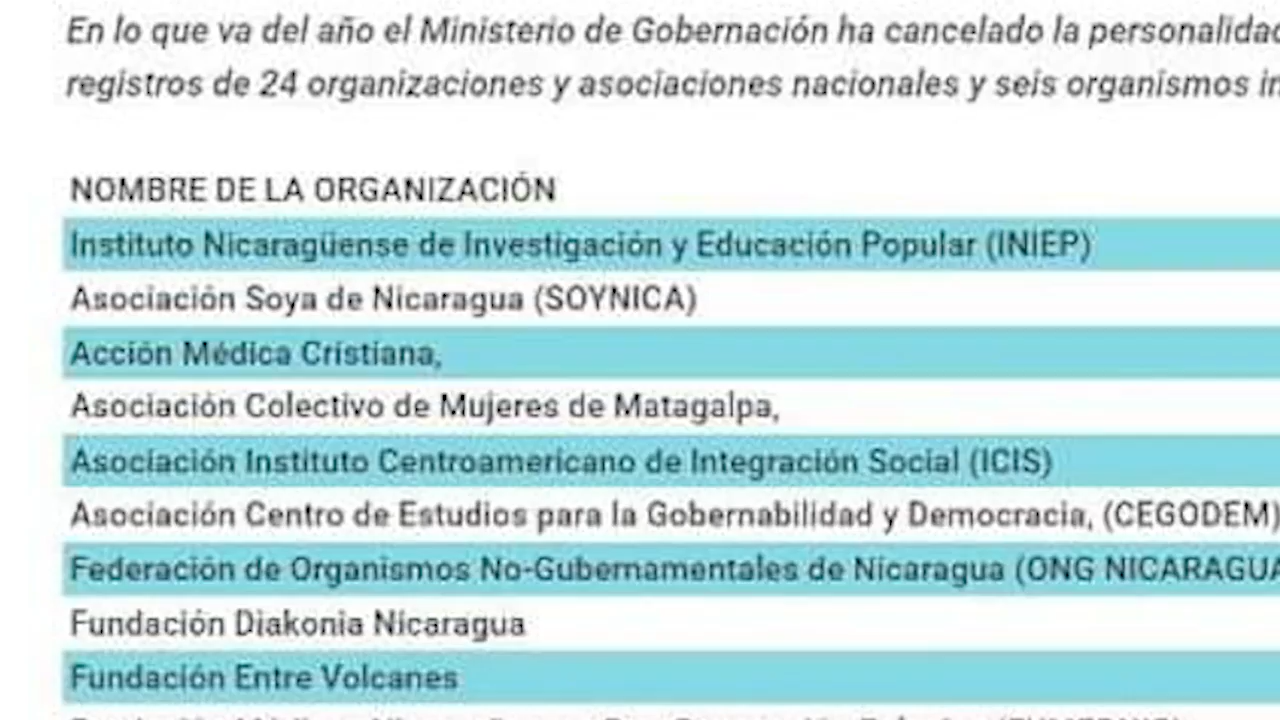 En lo que va del año el Ministerio de Gobernación ha cancelado la personalidad
registros de 24 organizaciones y asociaciones nacionales y seis organismos in
NOMBRE DE LA ORGANIZACIÓN
Instituto Nicaragüense de Investigación y Educación Popular (INIEP)
Asociación Soya de Nicaragua (SOYNICA)
Acción Médica Cristiana,
Asociación Colectivo de Mujeres de Matagalpa,
Asociación Instituto Centroamericano de Integración Social (ICIS)
Asociación Centro de Estudios para la Gobernabilidad y Democracia, (CEGODEM)
Federación de Organismos No-Gubernamentales de Nicaragua (ONG NICARAGUA
Fundación Diakonia Nicaragua
Fundación Entre Volcanes